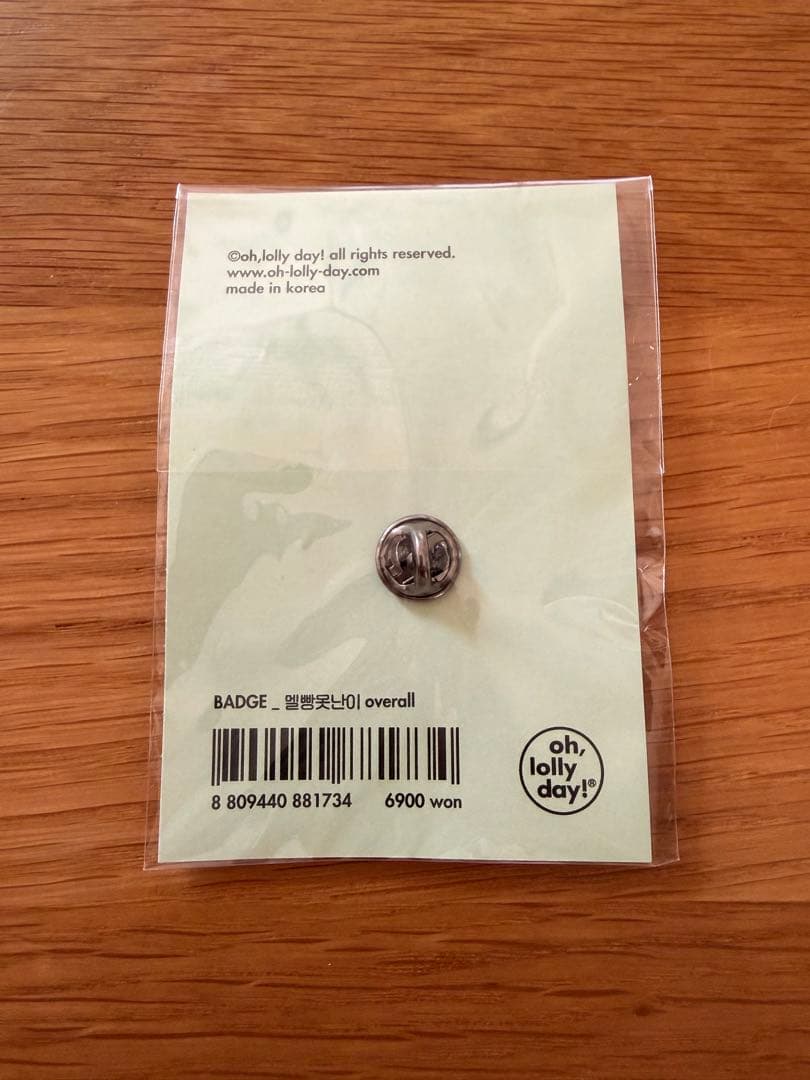 ©oh,lolly day! all rights reserved.
www.oh-lolly-day.com
made in korea
BADGE _ 멜빵못난이 overall
8 809440 881734 6900 won
oh,
lolly
day!®